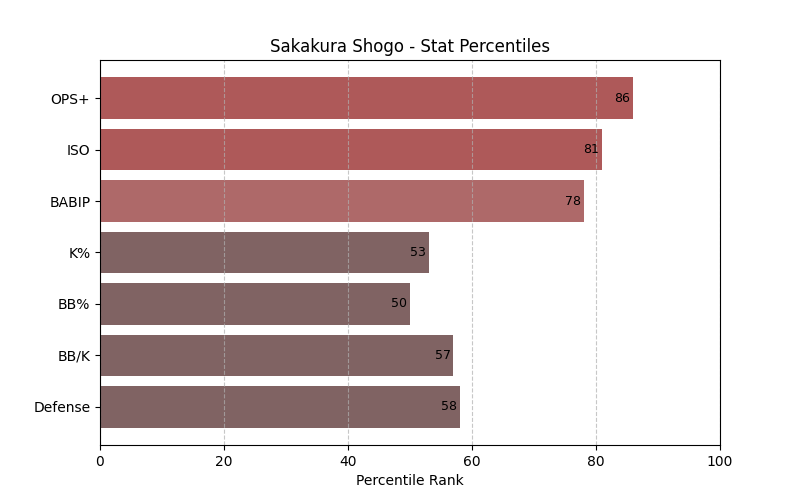 Sakakura Shogo - Stat Percentiles
OPS+ 86
ISO 81
BABIP 78
K% 53
BB% 50
BB/K 57
Defense 58
0 20 40 60 80 100
Percentile Rank